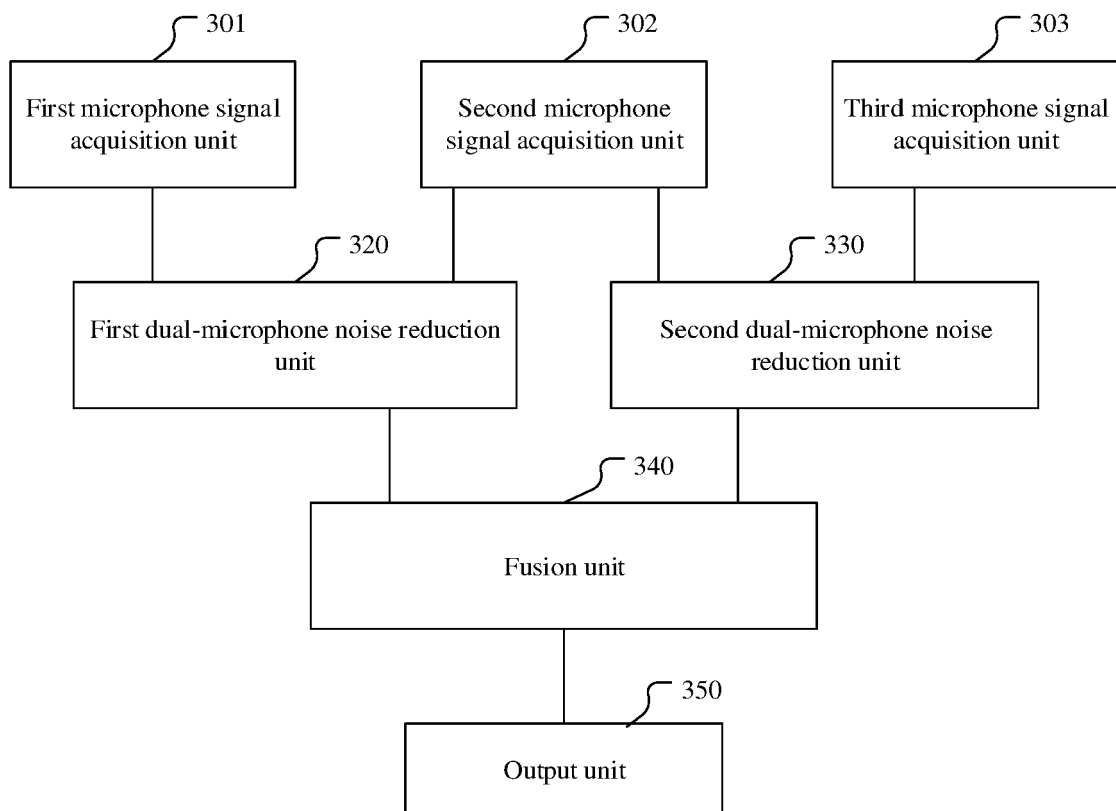 301
302
303
First microphone signal
acquisition unit
Second microphone
signal acquisition unit
Third microphone signal
acquisition unit
320
330
First dual-microphone noise reduction
unit
Second dual-microphone noise
reduction unit
340
Fusion unit
350
Output unit